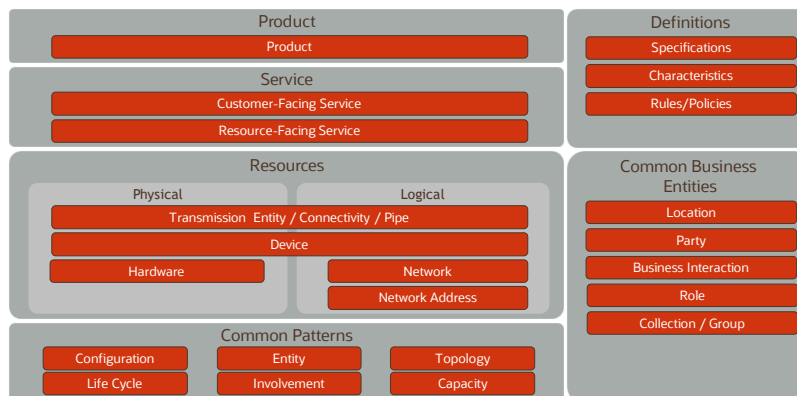 Product
Product
Service
Customer-Facing Service
Resource-Facing Service
Resources
Physical
Logical
Transmission Entity / Connectivity / Pipe
Device
Hardware
Network
Network Address
Common Patterns
Configuration
Entity
Topology
Life Cycle
Involvement
Capacity
Definitions
Specifications
Characteristics
Rules/Policies
Common Business
Entities
Location
Party
Business Interaction
Role
Collection / Group